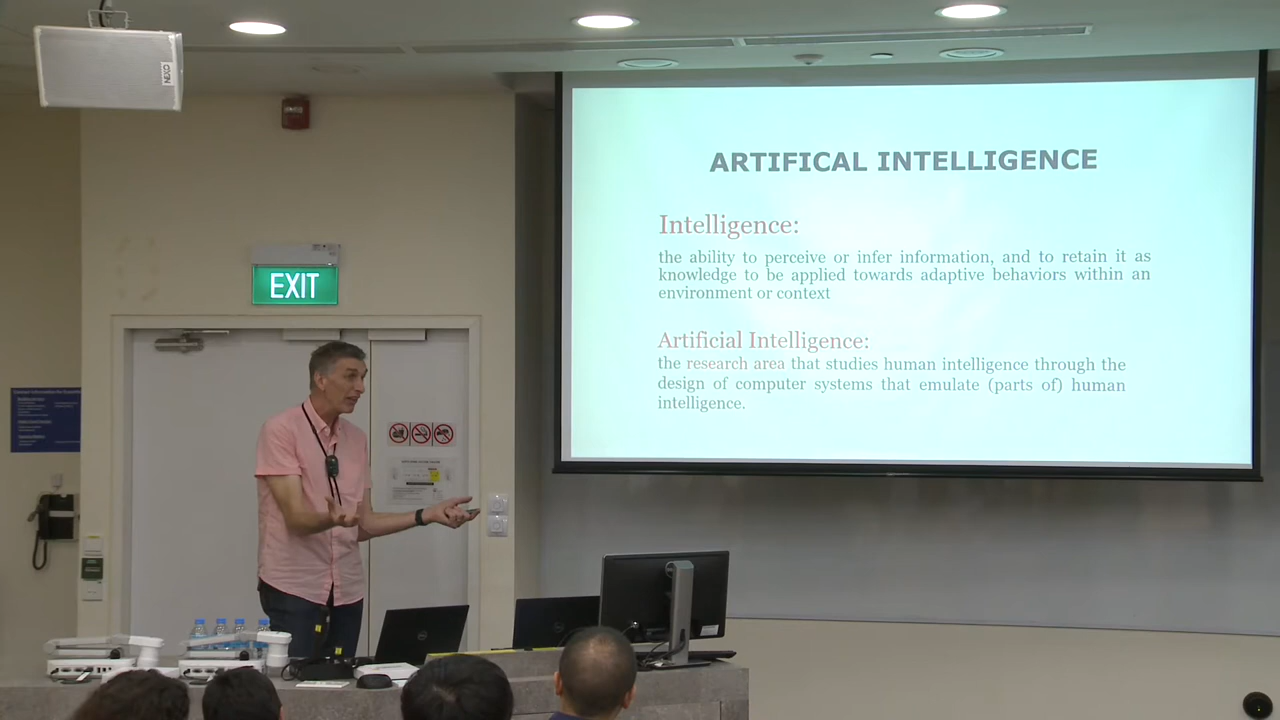 NEXO
EXIT
ARTIFICAL INTELLIGENCE
Intelligence:
the ability to perceive or infer information, and to retain it as
knowledge to be applied towards adaptive behaviors within an
environment or context
Artificial Intelligence:
the research area that studies human intelligence through the
design of computer systems that emulate (parts of) human
intelligence.
DELL